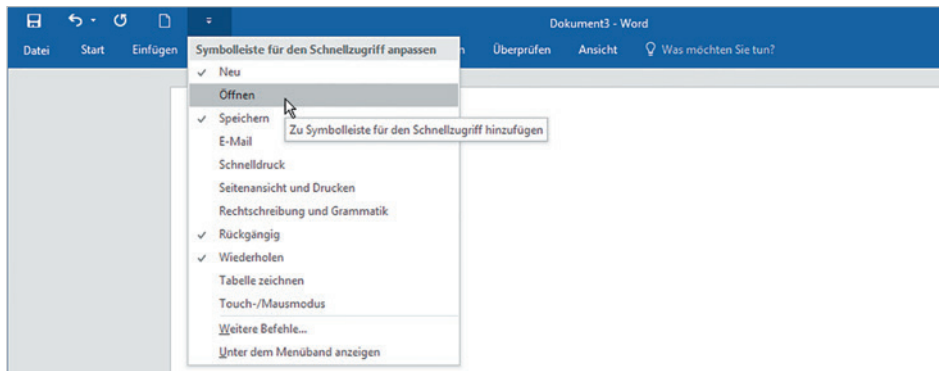 Dokument3 - Word
Datei Start Einfügen n Überprüfen Ansicht Was möchten Sie tun?
Symbolleiste für den Schnellzugriff anpassen
Neu
Öffnen
Speichern
Zu Symbolleiste für den Schnellzugriff hinzufügen
E-Mail
Schnelldruck
Seitenansicht und Drucken
Rechtschreibung und Grammatik
Rückgängig
Wiederholen
Tabelle zeichnen
Touch-/Mausmodus
Weitere Befehle...
Unter dem Menüband anzeigen